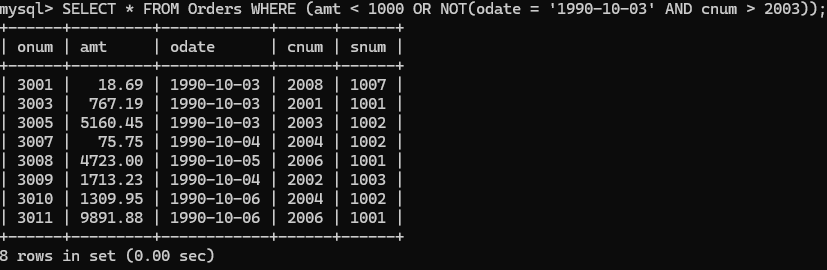 mysql> SELECT * FROM Orders WHERE (amt < 1000 OR NOT(odate = '1990-10-03' AND cnum > 2003));
+------+---------+------------+------+------+
| onum | amt     | odate      | cnum | snum |
+------+---------+------------+------+------+
| 3001 |   18.69 | 1990-10-03 | 2008 | 1007 |
| 3003 |  767.19 | 1990-10-03 | 2001 | 1001 |
| 3005 | 5160.45 | 1990-10-03 | 2003 | 1002 |
| 3007 |   75.75 | 1990-10-04 | 2004 | 1002 |
| 3008 | 4723.00 | 1990-10-05 | 2006 | 1001 |
| 3009 | 1713.23 | 1990-10-04 | 2002 | 1003 |
| 3010 | 1309.95 | 1990-10-06 | 2004 | 1002 |
| 3011 | 9891.88 | 1990-10-06 | 2006 | 1001 |
+------+---------+------------+------+------+
8 rows in set (0.00 sec)